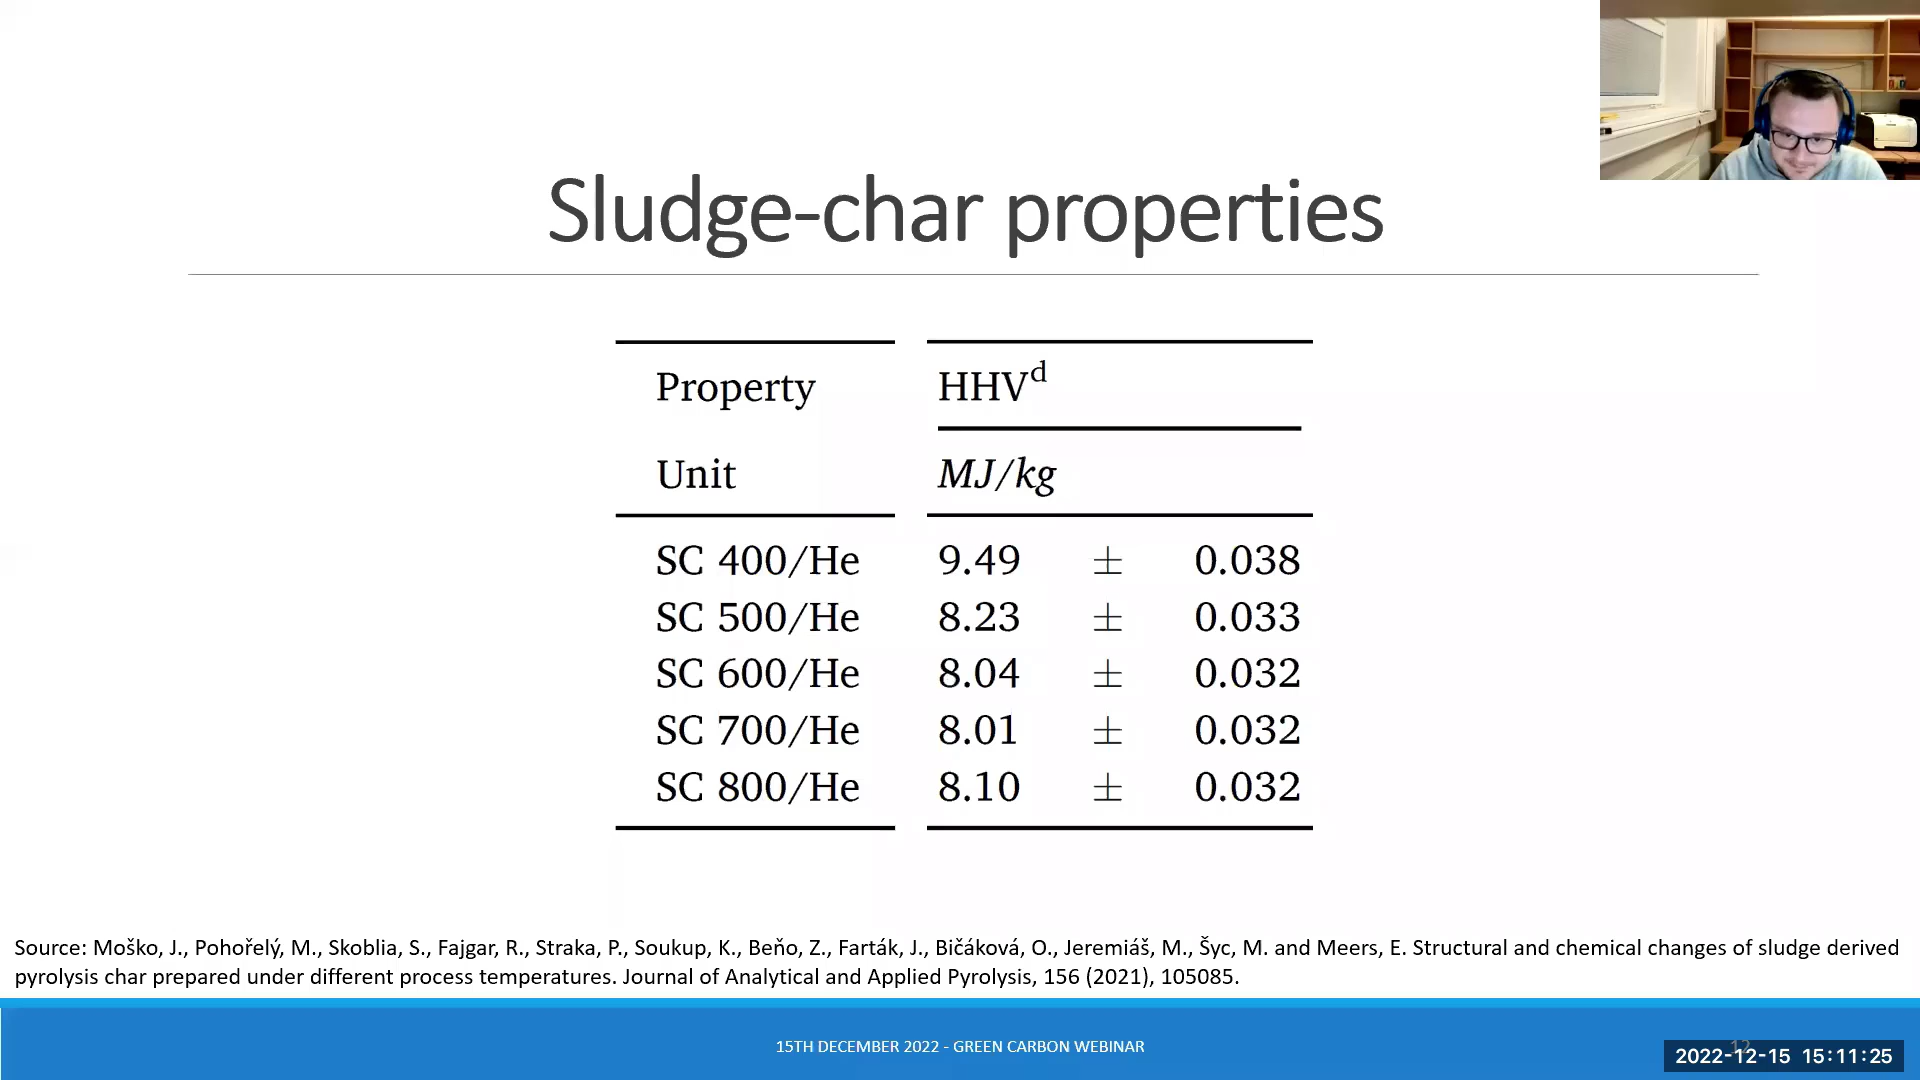 Sludge-char properties
Property HHVᵈ
Unit MJ/kg
SC 400/He 9.49 ± 0.038
SC 500/He 8.23 ± 0.033
SC 600/He 8.04 ± 0.032
SC 700/He 8.01 ± 0.032
SC 800/He 8.10 ± 0.032
Source: Moško, J., Pohořelý, M., Skoblia, S., Fajgar, R., Straka, P., Soukup, K., Beňo, Z., Farták, J., Bičáková, O., Jeremiáš, M., Šyc, M. and Meers, E. Structural and chemical changes of sludge derived
pyrolysis char prepared under different process temperatures. Journal of Analytical and Applied Pyrolysis, 156 (2021), 105085.
15TH DECEMBER 2022 - GREEN CARBON WEBINAR
12
2022-12-15 15:11:25